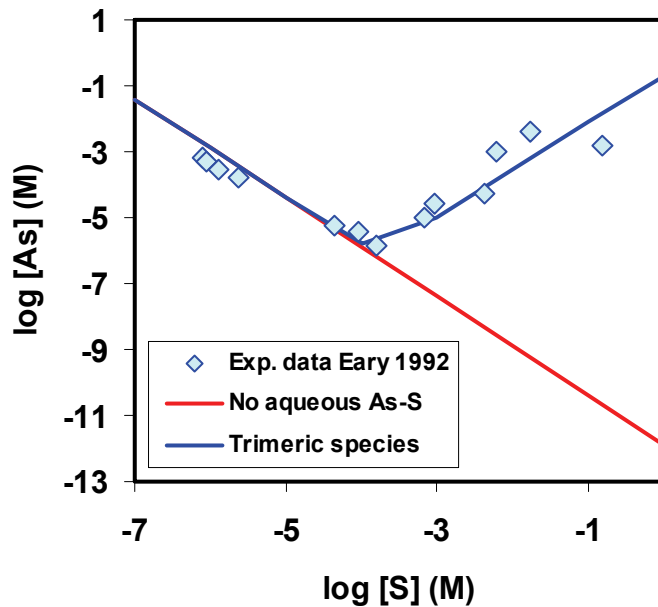 1
-1
-3
-5
-7
-9
-11
-13
log [As] (M)
Exp. data Eary 1992
No aqueous As-S
Trimeric species
-7 -5 -3 -1
log [S] (M)